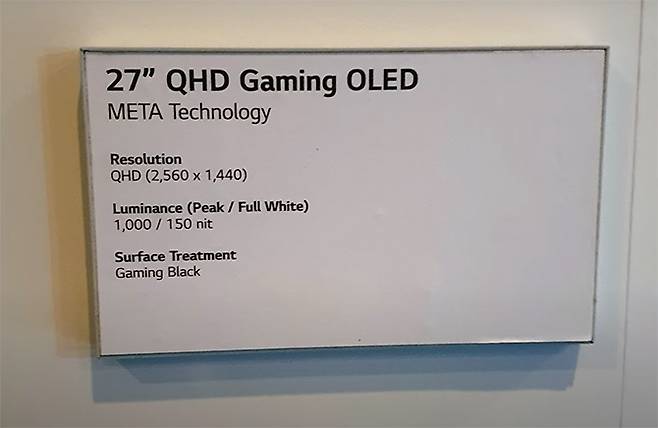 27” QHD Gaming OLED
META Technology
Resolution
QHD (2,560 x 1,440)
Luminance (Peak / Full White)
1,000 / 150 nit
Surface Treatment
Gaming Black